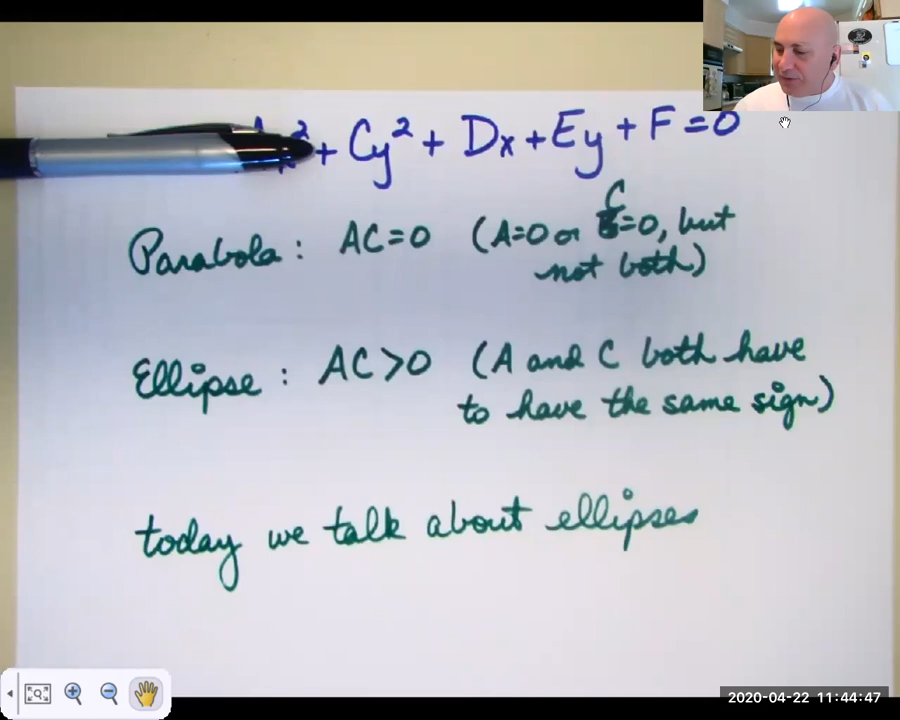 x² + Cy² + Dx + Ey + F = 0
Parabola: AC=0 (A=0 or C=0, but
not both)
Ellipse: AC>0 (A and C both have
to have the same sign)
today we talk about ellipses
2020-04-22 11:44:47